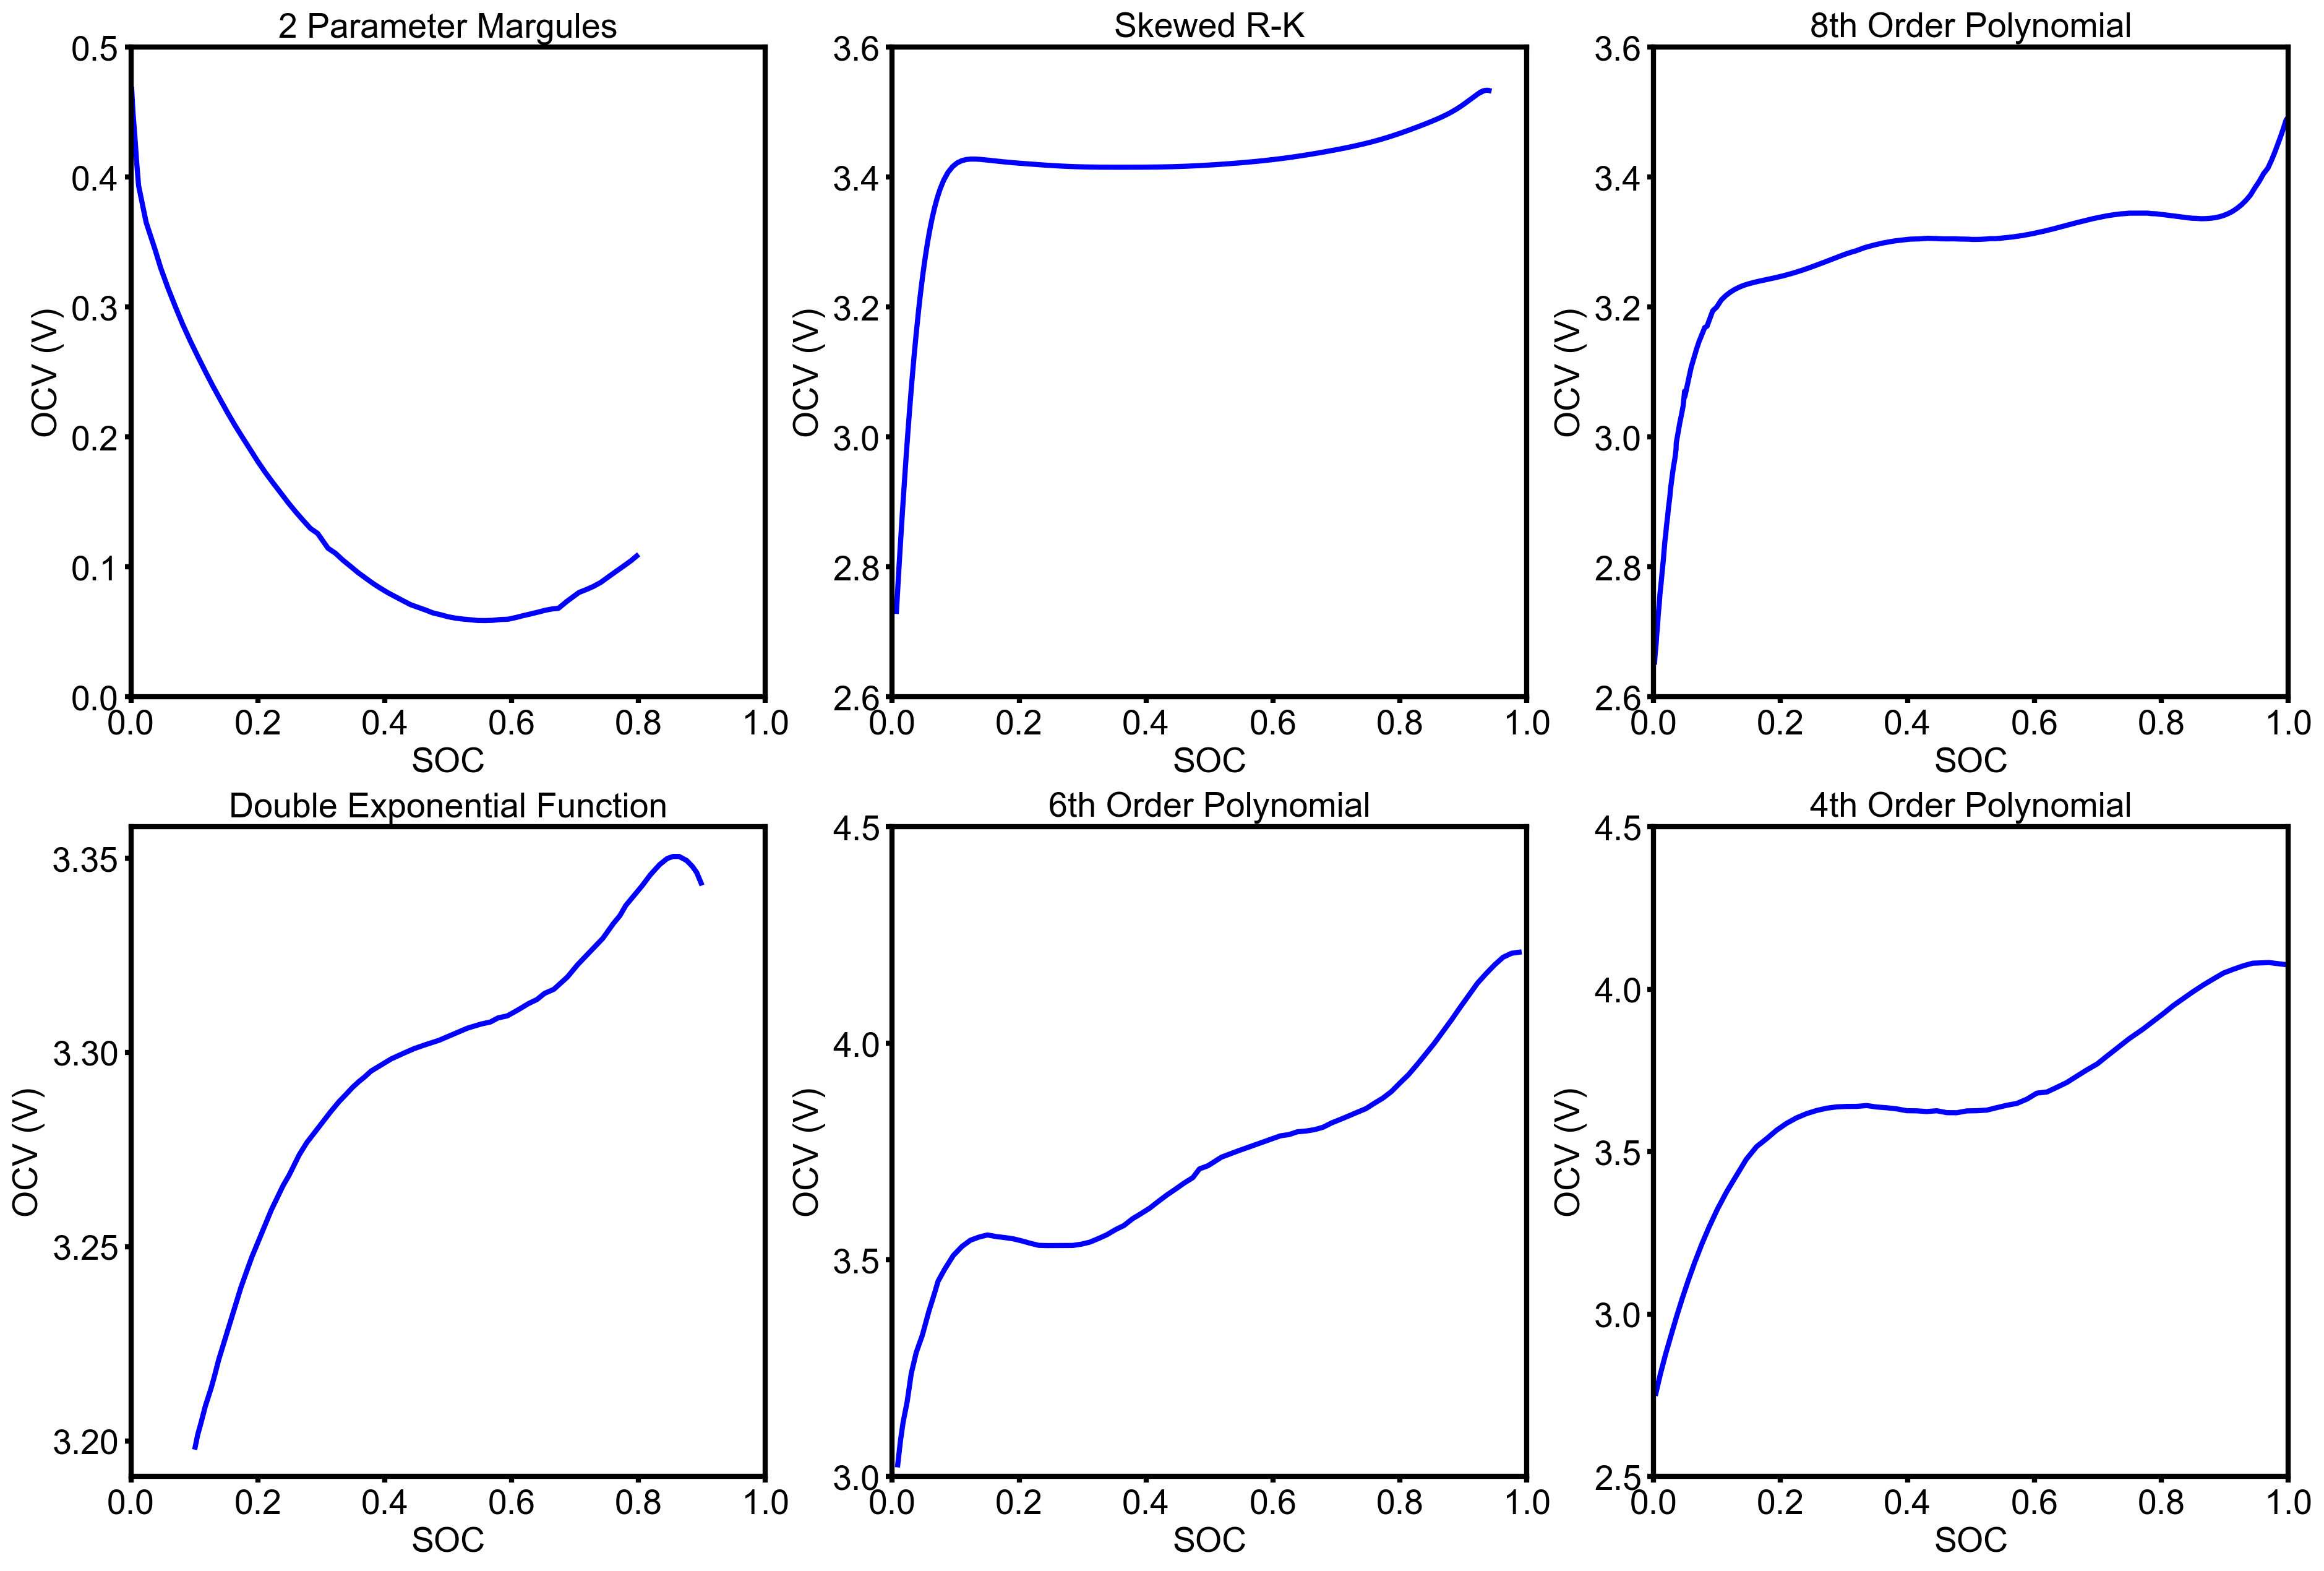 2 Parameter Margules
0.5
0.4
0.3
0.2
0.1
0.0
OCV (V)
0.0 0.2 0.4 0.6 0.8 1.0
SOC
Skewed R-K
3.6
3.4
3.2
3.0
2.8
2.6
OCV (V)
0.0 0.2 0.4 0.6 0.8 1.0
SOC
8th Order Polynomial
3.6
3.4
3.2
3.0
2.8
2.6
OCV (V)
0.0 0.2 0.4 0.6 0.8 1.0
SOC
Double Exponential Function
3.35
3.30
3.25
3.20
OCV (V)
0.0 0.2 0.4 0.6 0.8 1.0
SOC
6th Order Polynomial
4.5
4.0
3.5
3.0
OCV (V)
0.0 0.2 0.4 0.6 0.8 1.0
SOC
4th Order Polynomial
4.5
4.0
3.5
3.0
2.5
OCV (V)
0.0 0.2 0.4 0.6 0.8 1.0
SOC